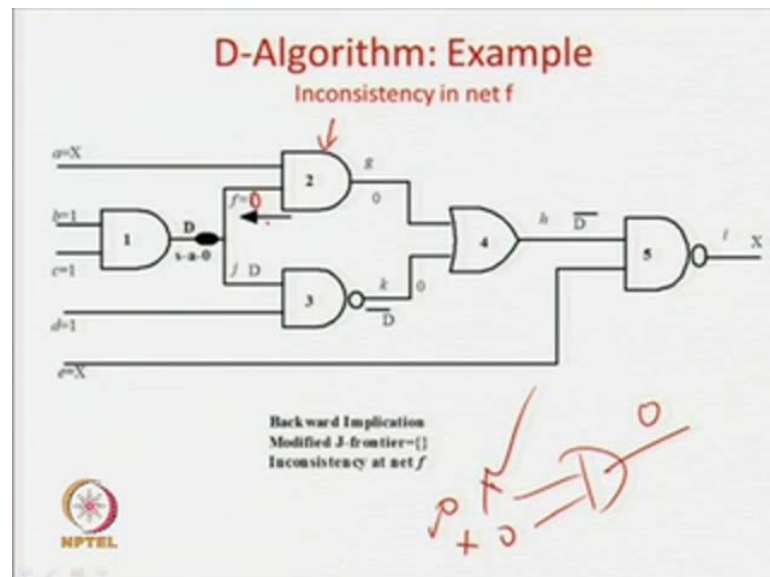 D-Algorithm: Example
Inconsistency in net f
a=X
g
2
0
f=0
b=1
D
h
D
i
1
4
X
s-a-0
5
c=1
j D
k
0
3
D
d=1
e=X
0
Backward Implication
Modified J-frontier={}
Inconsistency at net f
0
NPTEL